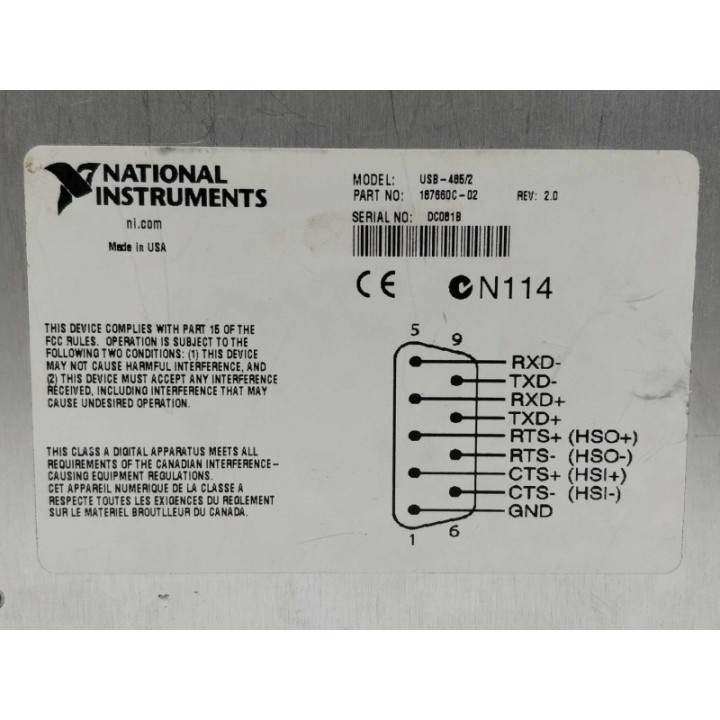 NATIONAL
INSTRUMENTS
ni.com
Made in USA
MODEL: USB-485/2
PART NO: 187660C-02 REV: 2.0
SERIAL NO: DC061B
CE N114
THIS DEVICE COMPLIES WITH PART 15 OF THE
FCC RULES. OPERATION IS SUBJECT TO THE
FOLLOWING TWO CONDITIONS: (1) THIS DEVICE
MAY NOT CAUSE HARMFUL INTERFERENCE, AND
(2) THIS DEVICE MUST ACCEPT ANY INTERFERENCE
RECEIVED, INCLUDING INTERFERENCE THAT MAY
CAUSE UNDESIRED OPERATION.
THIS CLASS A DIGITAL APPARATUS MEETS ALL
REQUIREMENTS OF THE CANADIAN INTERFERENCE-
CAUSING EQUIPMENT REGULATIONS.
CET APPAREIL NUMERIQUE DE LA CLASSE A
RESPECTE TOUTES LES EXIGENCES DU REGLEMENT
SUR LE MATERIEL BROUTLLEUR DU CANADA.
5 9
RXD-
TXD-
RXD+
TXD+
RTS+ (HSO+)
RTS- (HSO-)
CTS+ (HSI+)
CTS- (HSI-)
GND
1 6